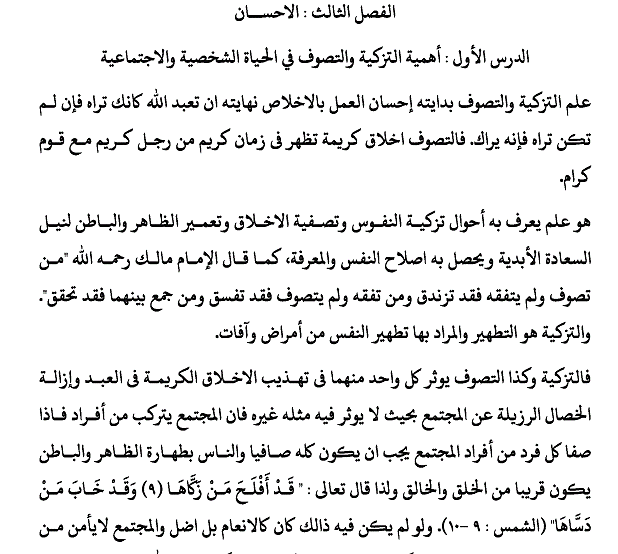 الفصل الثالث : الاحســـان
الدرس الأول : أهمية التزكية والتصوف في الحياة الشخصية والاجتماعية
علم التزكية والتصوف بدايته إحسان العمل بالاخلاص نهايته ان تعبد الله كانك تراه فإن لم
تكن تراه فإنه يراك. فالتصوف اخلاق كريمة تظهر فى زمان كريم من رجل كريم مع قوم
كرام.
هو علم يعرف به أحوال تزكية النفوس وتصفية الاخلاق وتعمير الظاهر والباطن لنيل
السعادة الأبدية ويحصل به اصلاح النفس والمعرفة، كما قال الإمام مالك رحمه الله "من
تصوف ولم يتفقه فقد تزندق ومن تفقه ولم يتصوف فقد تفسق ومن جمع بينهما فقد تحقق".
والتزكية هو التطهير والمراد بها تطهير النفس من أمراض وآفات.
فالتزكية وكذا التصوف يوثر كل واحد منهما فى تهذيب الاخلاق الكريمة فى العبد وإزالة
الخصال الرزيلة عن المجتمع بحيث لا يوثر فيه مثله غيره فان المجتمع يتركب من أفراد فاذا
صفا كل فرد من أفراد المجتمع يجب ان يكون كله صافيا والناس بطهارة الظاهر والباطن
يكون قريبا من الخلق والخالق ولذا قال تعالى : " قَدْ أَفْلَحَ مَنْ زَكَّاهَا (٩) وَقَدْ خَابَ مَنْ
دَسَّاهَا" (الشمس : ٩ -١٠). ولو لم يكن فيه ذالك كان كالانعام بل اضل والمجتمع لايأمن من